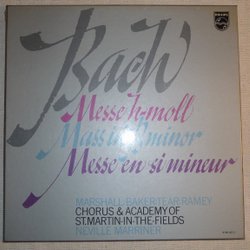 PHILIPS
Bach
Messe h-moll
Mass in B minor
Messe en si mineur
MARSHALL·BAKER·TEAR·RAMEY
CHORUS & ACADEMY OF
ST. MARTIN-IN-THE-FIELDS
NEVILLE MARRINER